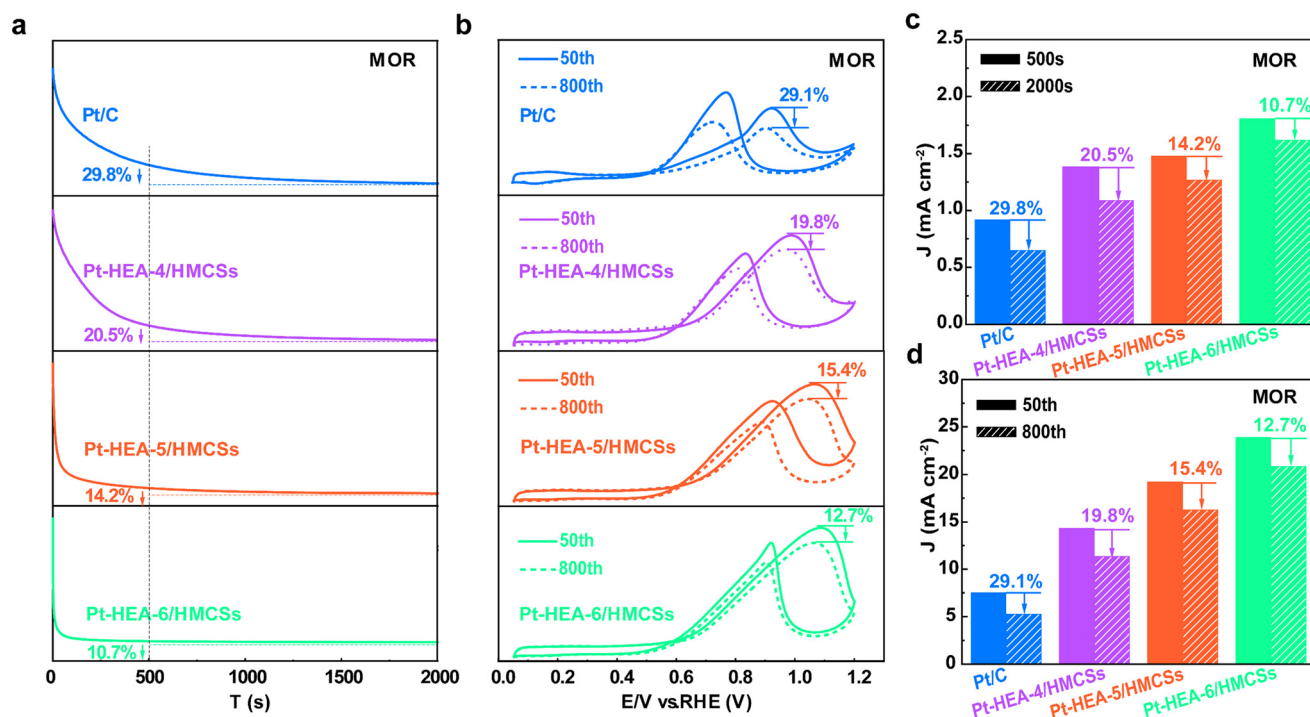 a
MOR
Pt/C
29.8%
Pt-HEA-4/HMCSs
20.5%
Pt-HEA-5/HMCSs
14.2%
Pt-HEA-6/HMCSs
10.7%
0 500 1000 1500 2000
T (s)
b
50th
800th
MOR
Pt/C
29.1%
50th
800th
Pt-HEA-4/HMCSs
19.8%
50th
800th
Pt-HEA-5/HMCSs
15.4%
50th
800th
Pt-HEA-6/HMCSs
12.7%
0.0 0.2 0.4 0.6 0.8 1.0 1.2
E/V vs.RHE (V)
c
J (mA cm⁻²)
2.5
2.0
1.5
1.0
0.5
0.0
500s
2000s
MOR
29.8%
20.5%
14.2%
10.7%
Pt/C
Pt-HEA-4/HMCSs
Pt-HEA-5/HMCSs
Pt-HEA-6/HMCSs
d
J (mA cm⁻²)
30
25
20
15
10
5
0
50th
800th
MOR
29.1%
19.8%
15.4%
12.7%
Pt/C
Pt-HEA-4/HMCSs
Pt-HEA-5/HMCSs
Pt-HEA-6/HMCSs